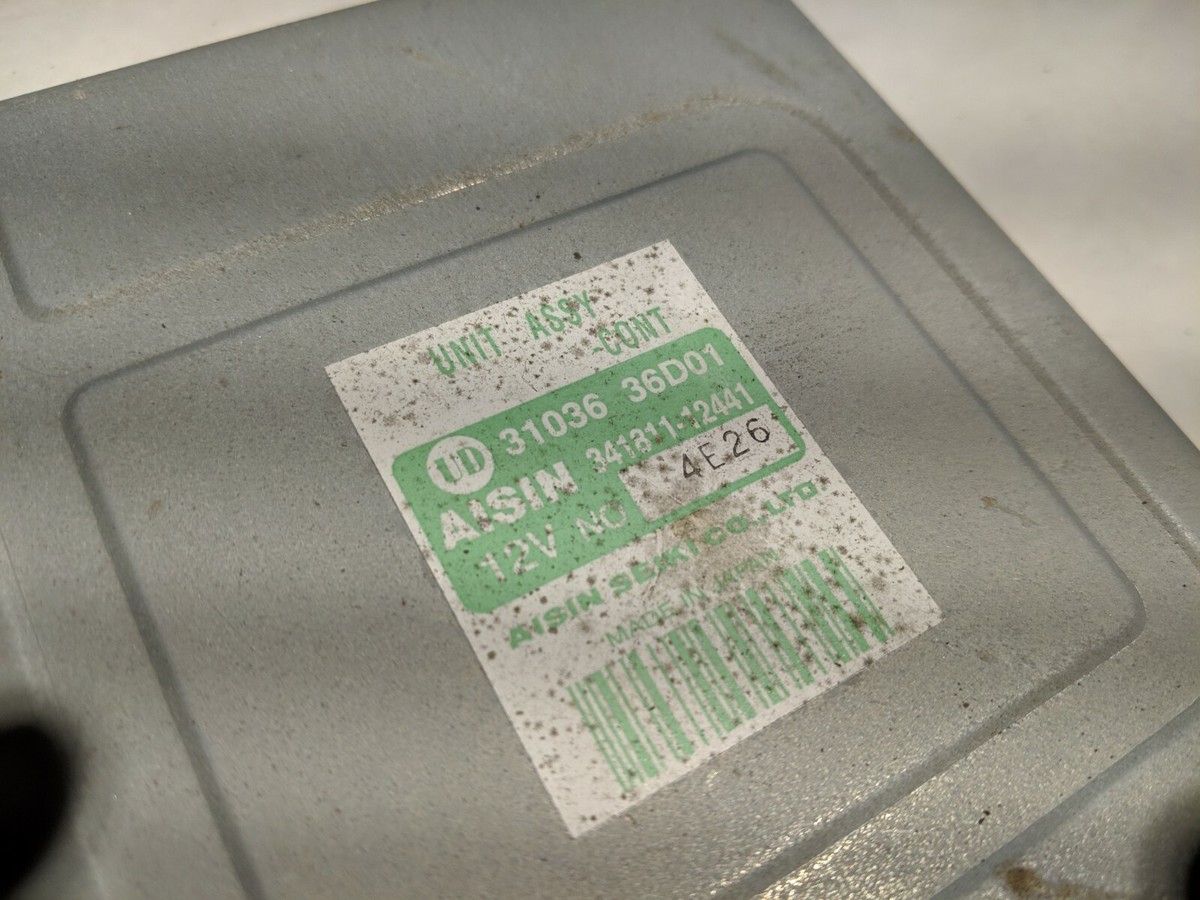 UNIT ASSY
CONT
UD 31036 36D01
AISIN 341811-12441
12V NO 4E26
AISIN SEIKI CO.,LTD
MADE IN JAPAN